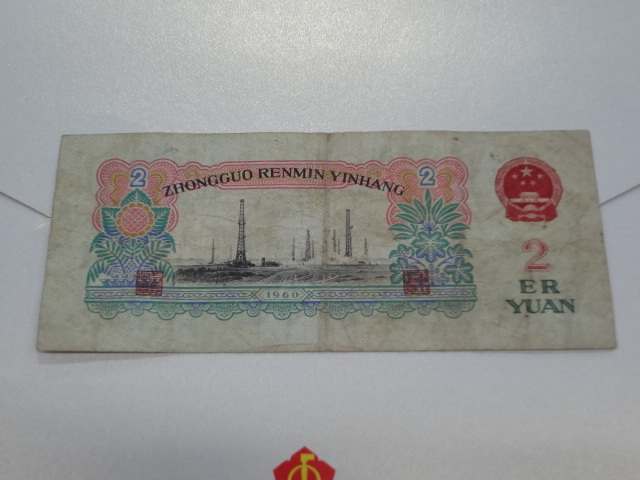 2 ZHONGGUO RENMIN YINHANG 2
1960
2
ER
YUAN